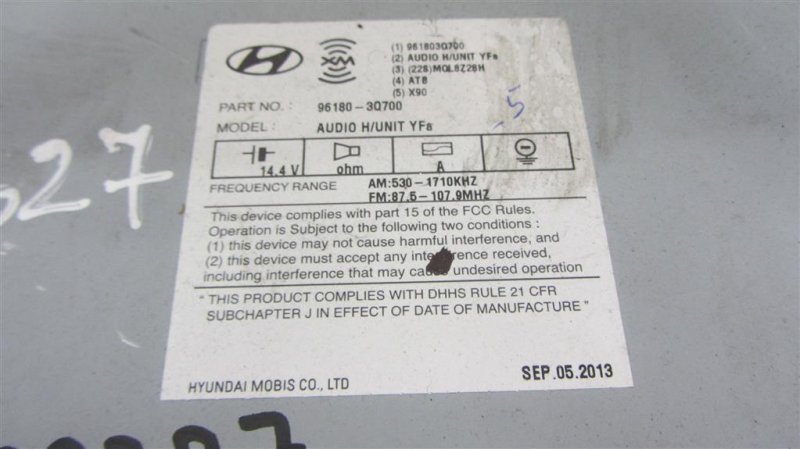 XM
(1) 961803Q700
(2) AUDIO H/UNIT YFa
(3) (228)MQL8Z28H
(4) ATB
(5) X90
PART NO. : 96180-3Q700
MODEL : AUDIO H/UNIT YFa
5
27
14.4 V ohm A
FREQUENCY RANGE AM:530-1710KHZ
FM:87.5-107.9MHZ
This device complies with part 15 of the FCC Rules.
Operation is Subject to the following two conditions :
(1) this device may not cause harmful interference, and
(2) this device must accept any interference received,
including interference that may cause undesired operation
" THIS PRODUCT COMPLIES WITH DHHS RULE 21 CFR
SUBCHAPTER J IN EFFECT OF DATE OF MANUFACTURE "
HYUNDAI MOBIS CO., LTD
SEP.05.2013